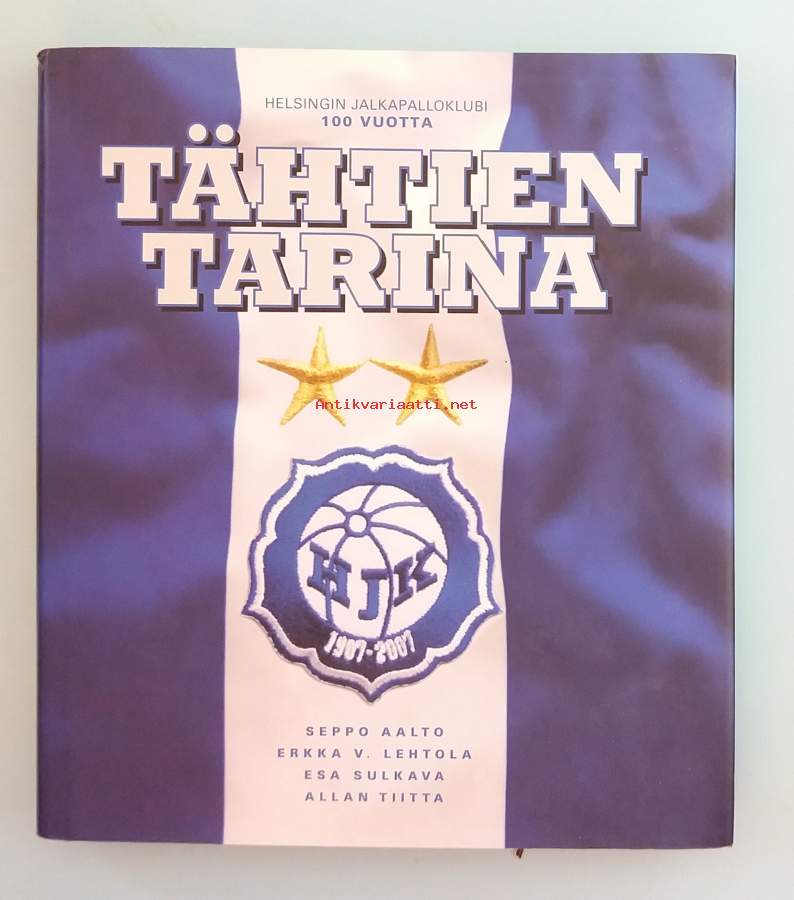 HELSINGIN JALKAPALLOKLUBI
100 VUOTTA
TÄHTIEN
TARINA
Antikvariaatti.net
HJK
1907-2007
SEPPO AALTO
ERKKA V. LEHTOLA
ESA SULKAVA
ALLAN TIITTA